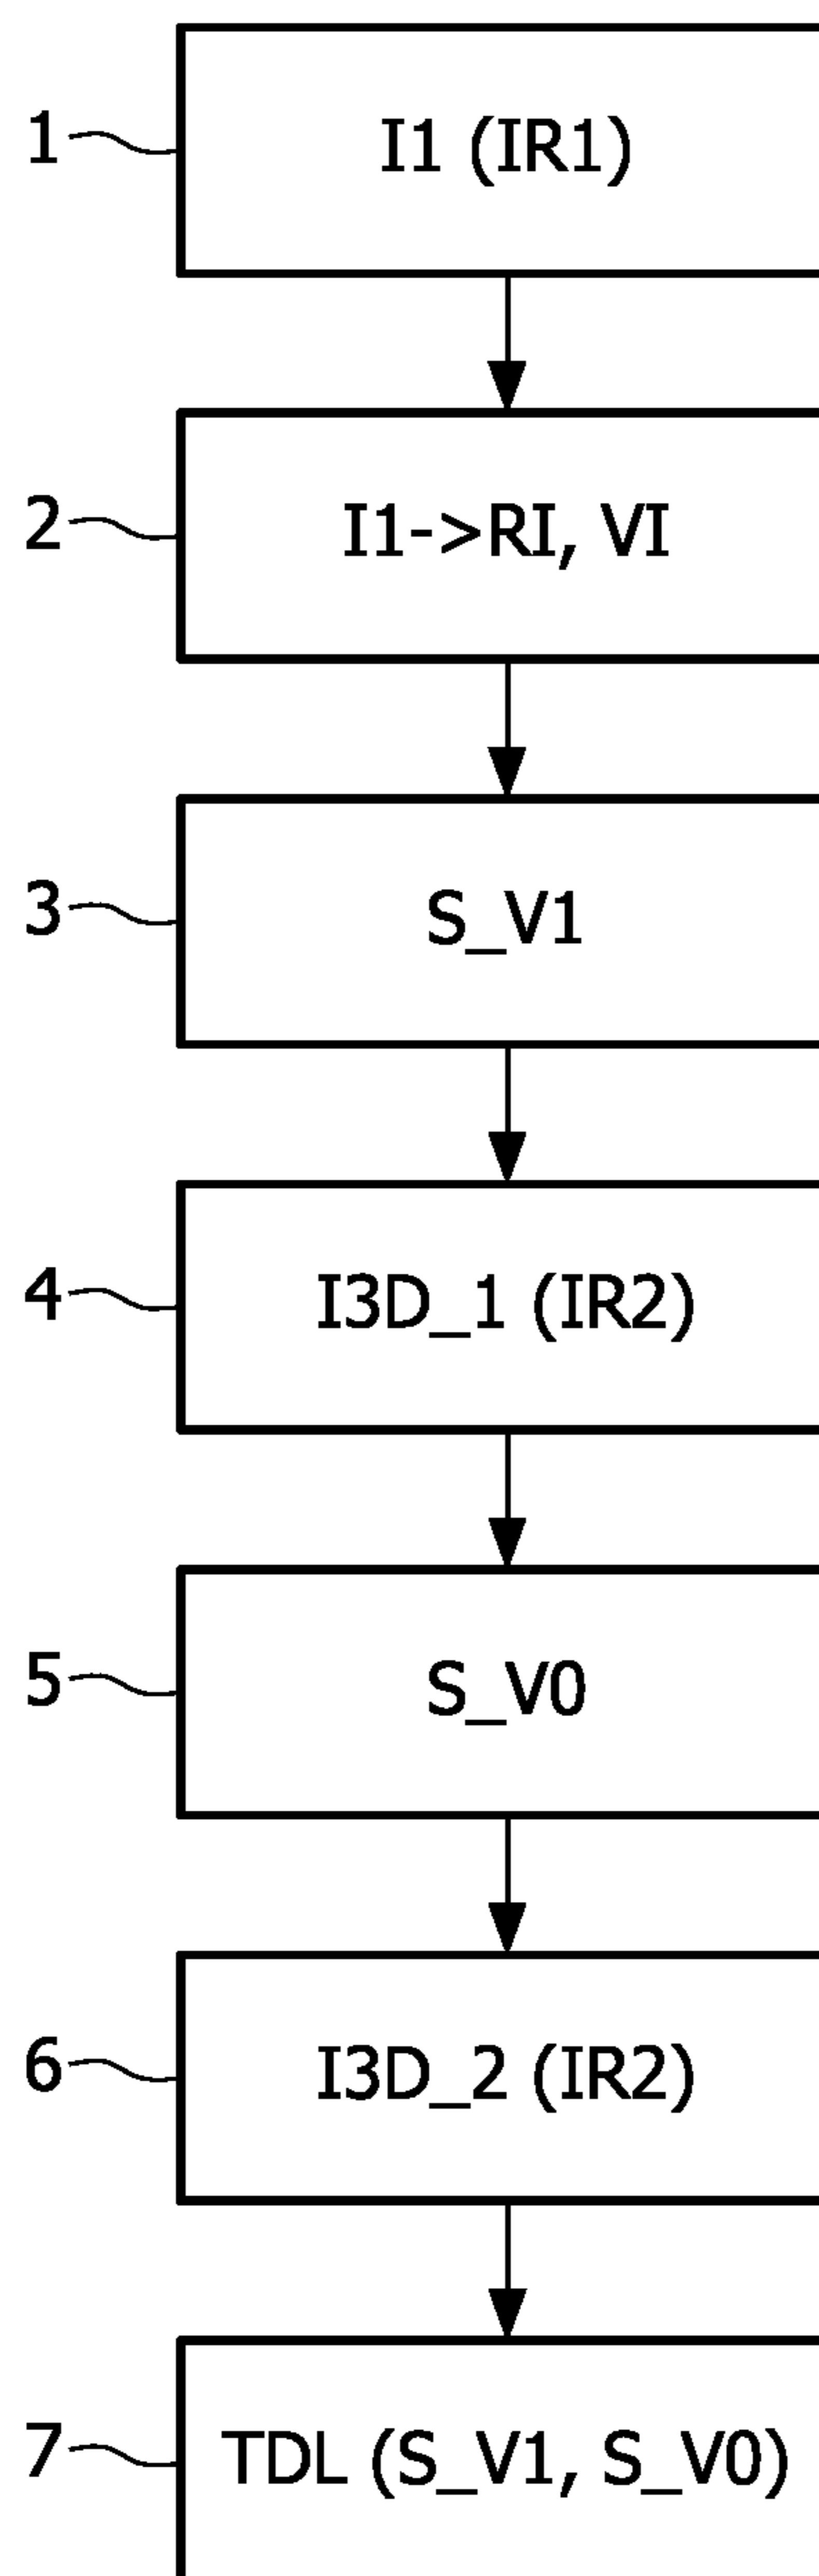 1
I1 (IR1)
2
I1->RI, VI
3
S_V1
4
I3D_1 (IR2)
5
S_V0
6
I3D_2 (IR2)
7
TDL (S_V1, S_V0)